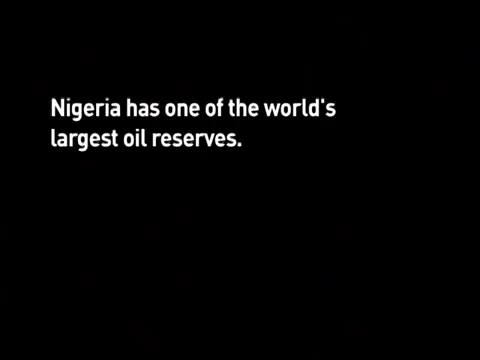 Nigeria has one of the world's
largest oil reserves.